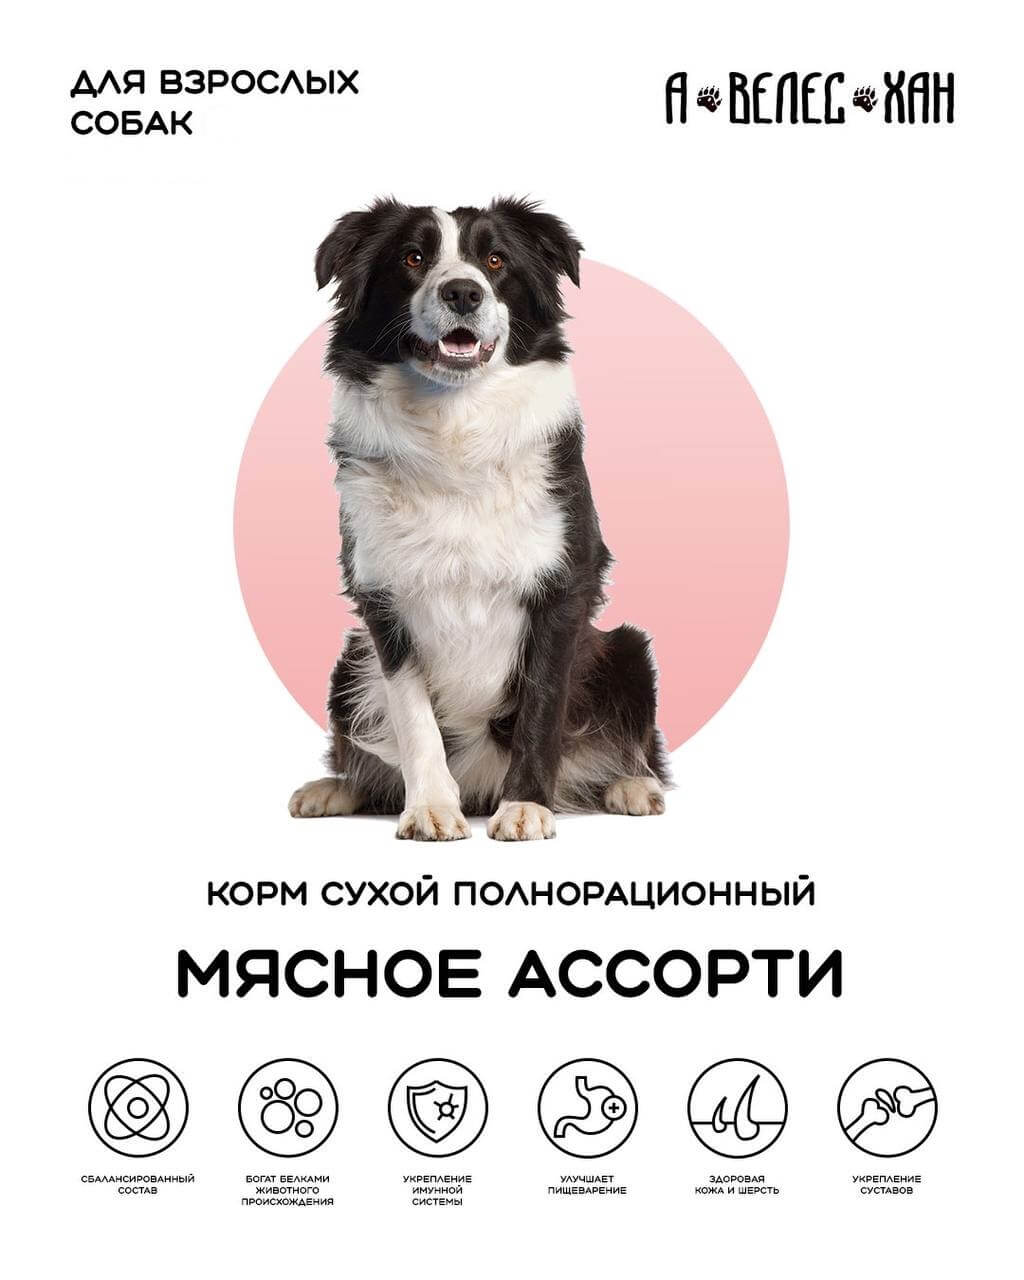 ДЛЯ ВЗРОСЛЫХ
СОБАК
А ВЕЛЕС ХАН
КОРМ СУХОЙ ПОЛНОРАЦИОННЫЙ
МЯСНОЕ АССОРТИ
СБАЛАНСИРОВАННЫЙ
СОСТАВ
БОГАТ БЕЛКАМИ
ЖИВОТНОГО
ПРОИСХОЖДЕНИЯ
УКРЕПЛЕНИЕ
ИМУННОЙ
СИСТЕМЫ
УЛУЧШАЕТ
ПИЩЕВАРЕНИЕ
ЗДОРОВАЯ
КОЖА И ШЕРСТЬ
УКРЕПЛЕНИЕ
СУСТАВОВ